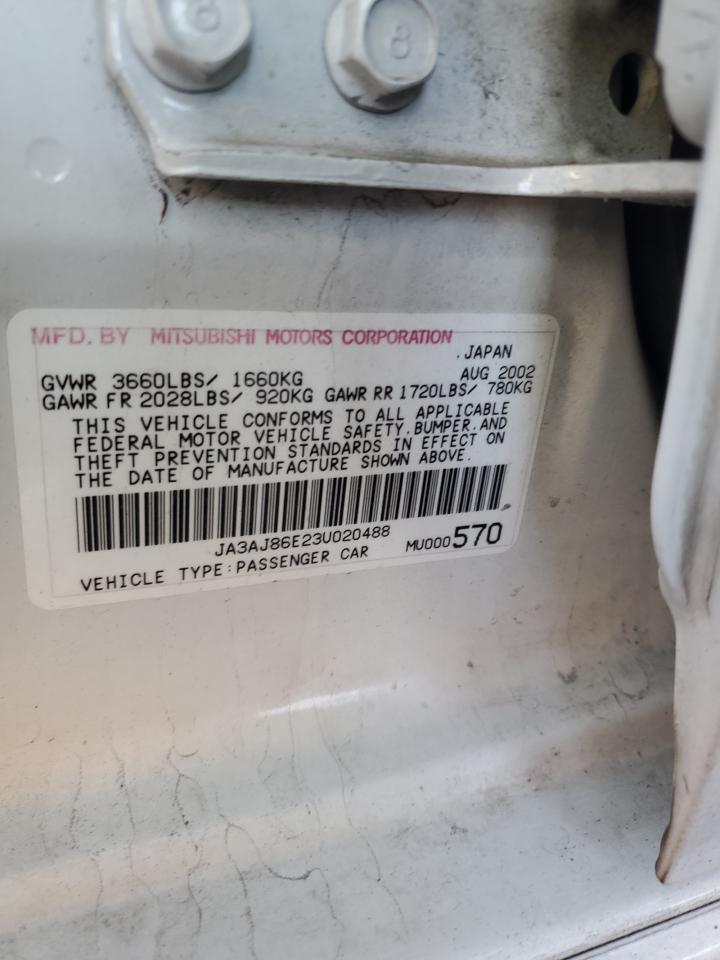 8
8
MFD. BY MITSUBISHI MOTORS CORPORATION
.JAPAN
GVWR 3660LBS/ 1660KG AUG 2002
GAWR FR 2028LBS/ 920KG GAWR RR 1720LBS/ 780KG
THIS VEHICLE CONFORMS TO ALL APPLICABLE
FEDERAL MOTOR VEHICLE SAFETY.BUMPER.AND
THEFT PREVENTION STANDARDS IN EFFECT ON
THE DATE OF MANUFACTURE SHOWN ABOVE.
JA3AJ86E23U020488
MU000570
VEHICLE TYPE:PASSENGER CAR